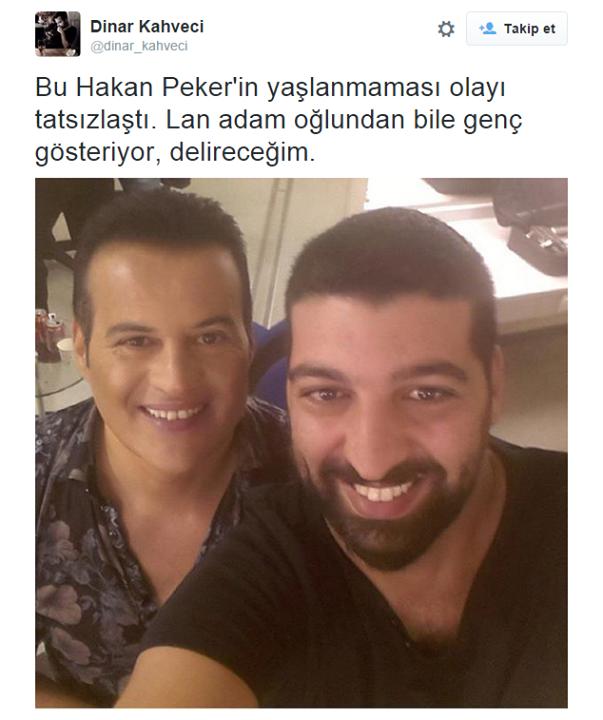 Dinar Kahveci
@dinar_kahveci
Takip et
Bu Hakan Peker'in yaşlanmaması olayı
tatsızlaştı. Lan adam oğlundan bile genç
gösteriyor, delireceğim.